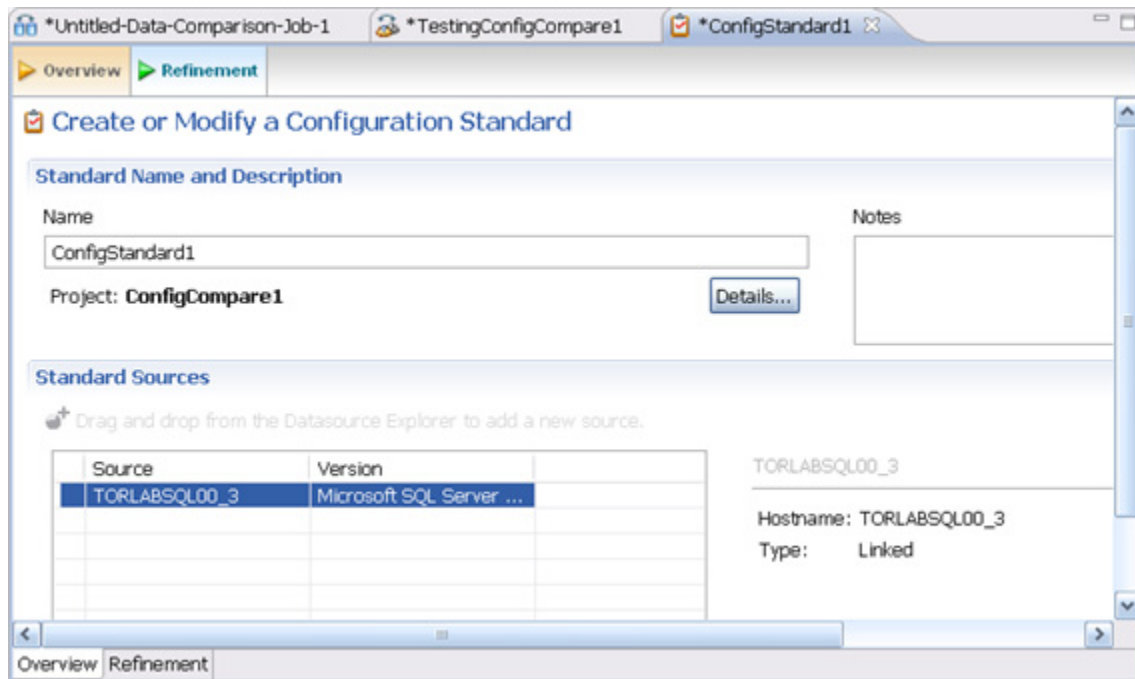 *Untitled-Data-Comparison-Job-1 *TestingConfigCompare1 *ConfigStandard1
Overview Refinement
Create or Modify a Configuration Standard
Standard Name and Description
Name Notes
ConfigStandard1
Project: ConfigCompare1 Details...
Standard Sources
Drag and drop from the Datasource Explorer to add a new source.
Source Version
TORLABSQL00_3 Microsoft SQL Server ...
TORLABSQL00_3
Hostname: TORLABSQL00_3
Type: Linked
Overview Refinement